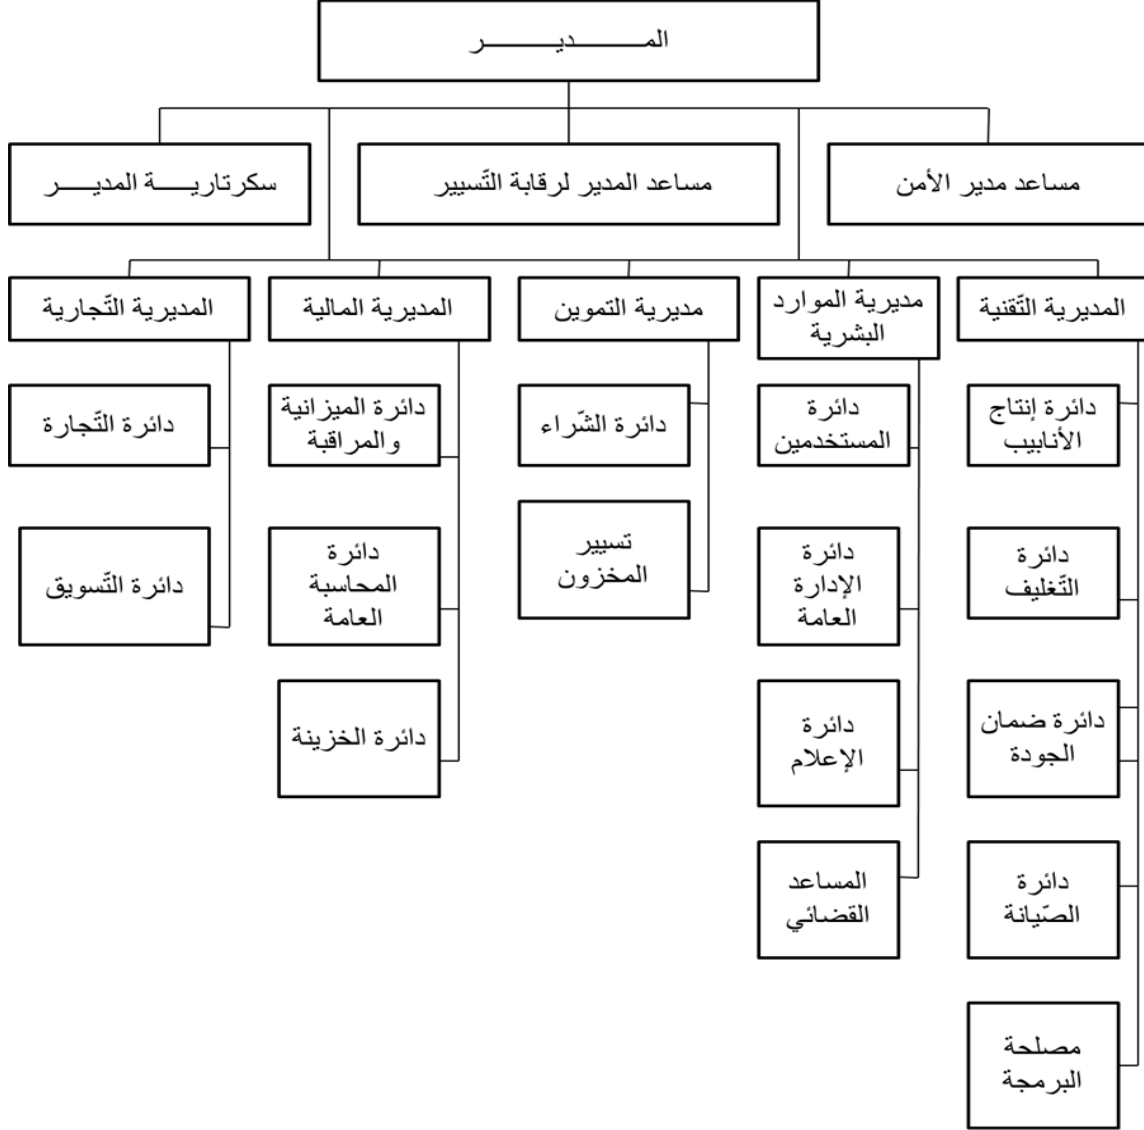 المـــــــــديـــــــــر
مساعد مدير الأمن
مساعد المدير لرقابة التّسيير
سكرتاريـــــة المديـــــر
المديرية التّقنية
مديرية الموارد
البشرية
مديرية التموين
المديرية المالية
المديرية التّجارية
دائرة إنتاج
الأنابيب
دائرة
المستخدمين
دائرة الشّراء
دائرة الميزانية
والمراقبة
دائرة التّجارة
دائرة
التّغليف
دائرة
الإدارة
العامة
تسيير
المخزون
دائرة
المحاسبة
العامة
دائرة التّسويق
دائرة ضمان
الجودة
دائرة
الإعلام
دائرة الخزينة
دائرة
الصّيانة
المساعد
القضائي
مصلحة
البرمجة